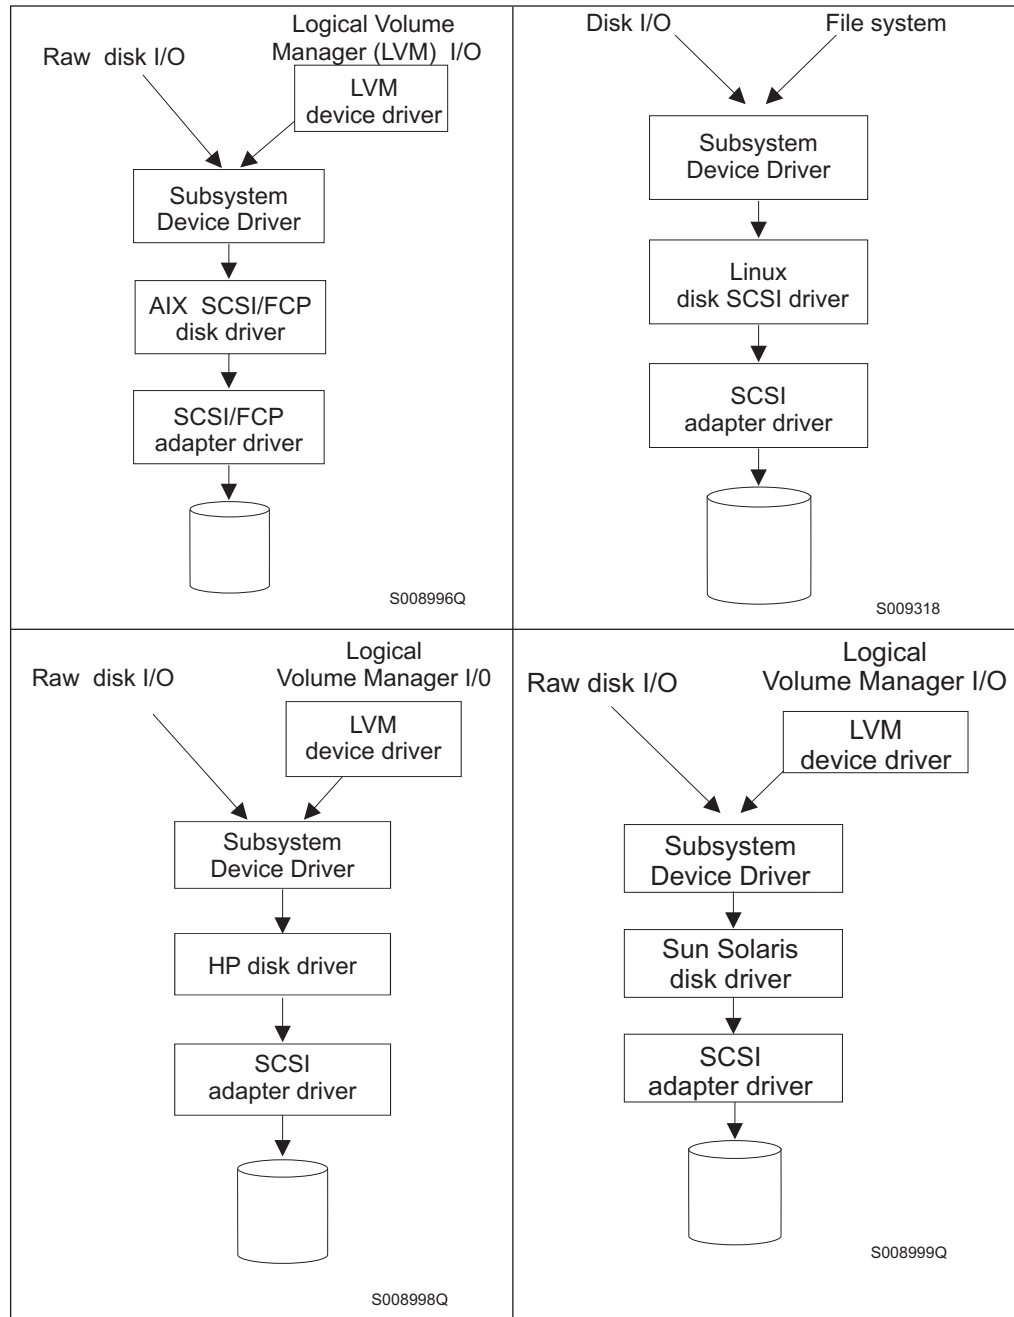 Logical Volume
Manager (LVM) I/O
Raw disk I/O
LVM
device driver
Subsystem
Device Driver
AIX SCSI/FCP
disk driver
SCSI/FCP
adapter driver
S008996Q
Disk I/O
File system
Subsystem
Device Driver
Linux
disk SCSI driver
SCSI
adapter driver
S009318
Logical
Volume Manager I/0
Raw disk I/O
LVM
device driver
Subsystem
Device Driver
HP disk driver
SCSI
adapter driver
S008998Q
Logical
Volume Manager I/O
Raw disk I/O
LVM
device driver
Subsystem
Device Driver
Sun Solaris
disk driver
SCSI
adapter driver
S008999Q